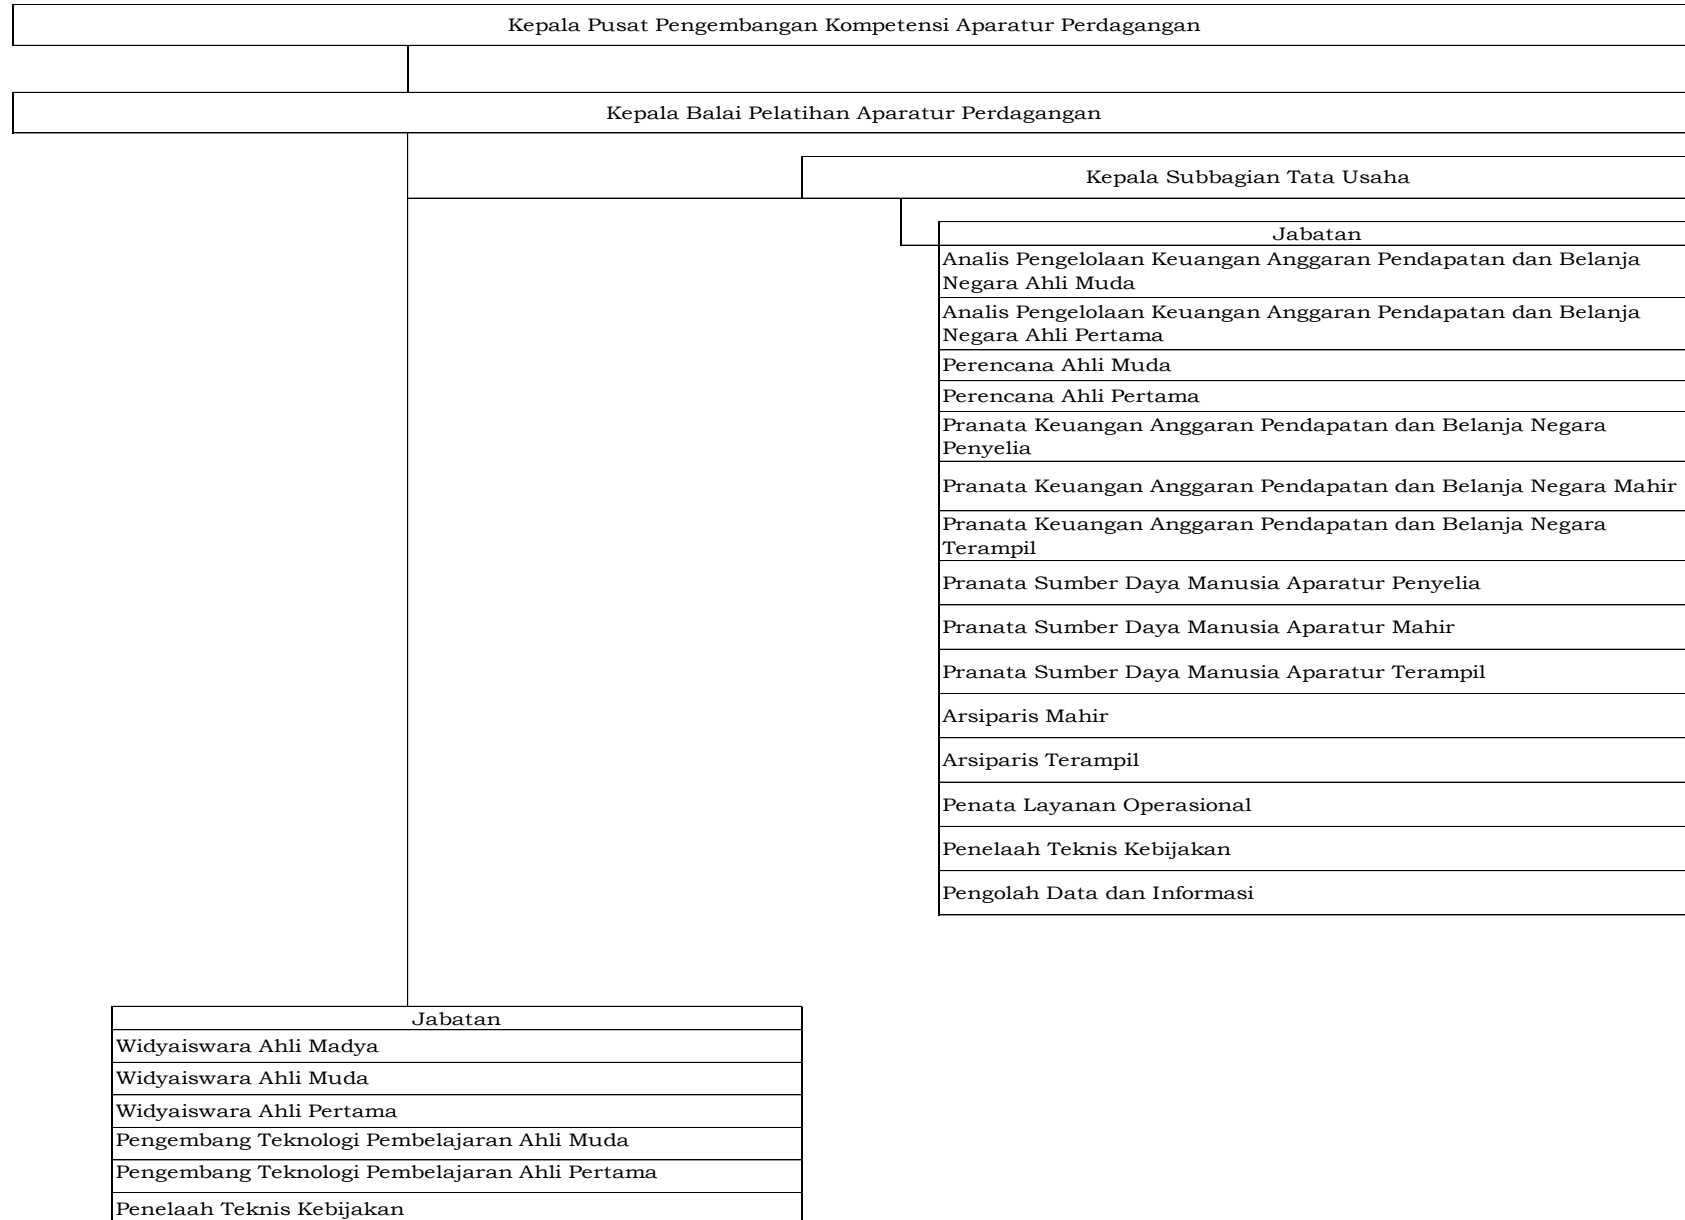 Kepala Pusat Pengembangan Kompetensi Aparatur Perdagangan
Kepala Balai Pelatihan Aparatur Perdagangan
Kepala Subbagian Tata Usaha
Jabatan
Analis Pengelolaan Keuangan Anggaran Pendapatan dan Belanja
Negara Ahli Muda
Analis Pengelolaan Keuangan Anggaran Pendapatan dan Belanja
Negara Ahli Pertama
Perencana Ahli Muda
Perencana Ahli Pertama
Pranata Keuangan Anggaran Pendapatan dan Belanja Negara
Penyelia
Pranata Keuangan Anggaran Pendapatan dan Belanja Negara Mahir
Pranata Keuangan Anggaran Pendapatan dan Belanja Negara
Terampil
Pranata Sumber Daya Manusia Aparatur Penyelia
Pranata Sumber Daya Manusia Aparatur Mahir
Pranata Sumber Daya Manusia Aparatur Terampil
Arsiparis Mahir
Arsiparis Terampil
Penata Layanan Operasional
Penelaah Teknis Kebijakan
Pengolah Data dan Informasi
Jabatan
Widyaiswara Ahli Madya
Widyaiswara Ahli Muda
Widyaiswara Ahli Pertama
Pengembang Teknologi Pembelajaran Ahli Muda
Pengembang Teknologi Pembelajaran Ahli Pertama
Penelaah Teknis Kebijakan